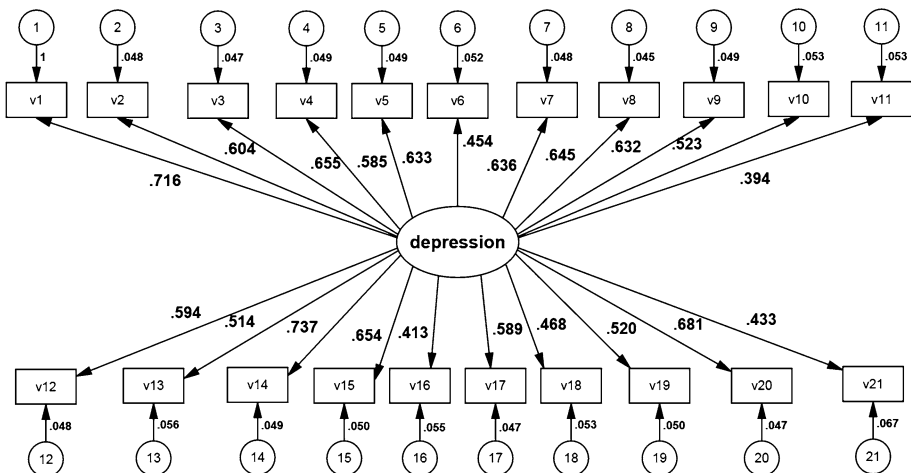 1 2 3 4 5 6 7 8 9 10 11
1 .048 .047 .049 .049 .052 .048 .045 .049 .053 .053
v1 v2 v3 v4 v5 v6 v7 v8 v9 v10 v11
.716 .604 .655 .585 .633 .454 .636 .645 .632 .523 .394
depression
.594 .514 .737 .654 .413 .589 .468 .520 .681 .433
v12 v13 v14 v15 v16 v17 v18 v19 v20 v21
.048 .056 .049 .050 .055 .047 .053 .050 .047 .067
12 13 14 15 16 17 18 19 20 21